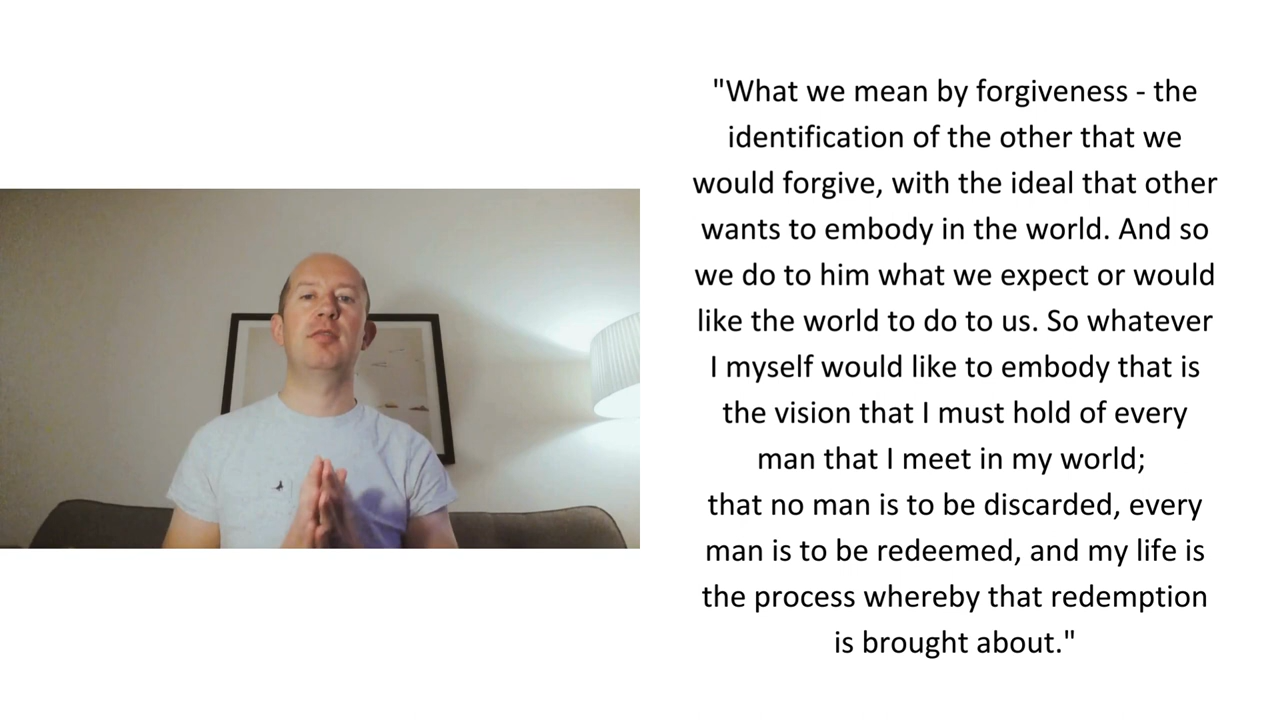 "What we mean by forgiveness - the
identification of the other that we
would forgive, with the ideal that other
wants to embody in the world. And so
we do to him what we expect or would
like the world to do to us. So whatever
I myself would like to embody that is
the vision that I must hold of every
man that I meet in my world;
that no man is to be discarded, every
man is to be redeemed, and my life is
the process whereby that redemption
is brought about."